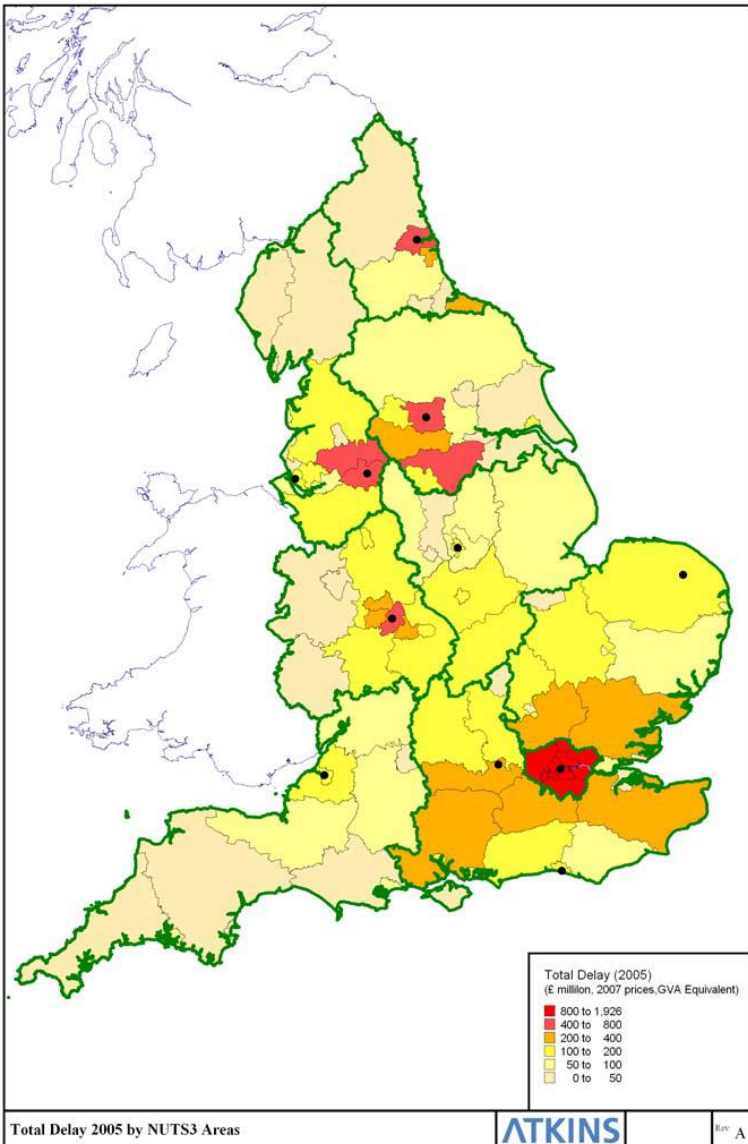 Total Delay (2005)
(£ millilon, 2007 prices,GVA Equivalent)
800 to 1,926
400 to 800
200 to 400
100 to 200
50 to 100
0 to 50
Total Delay 2005 by NUTS3 Areas
ATKINS
Rev A